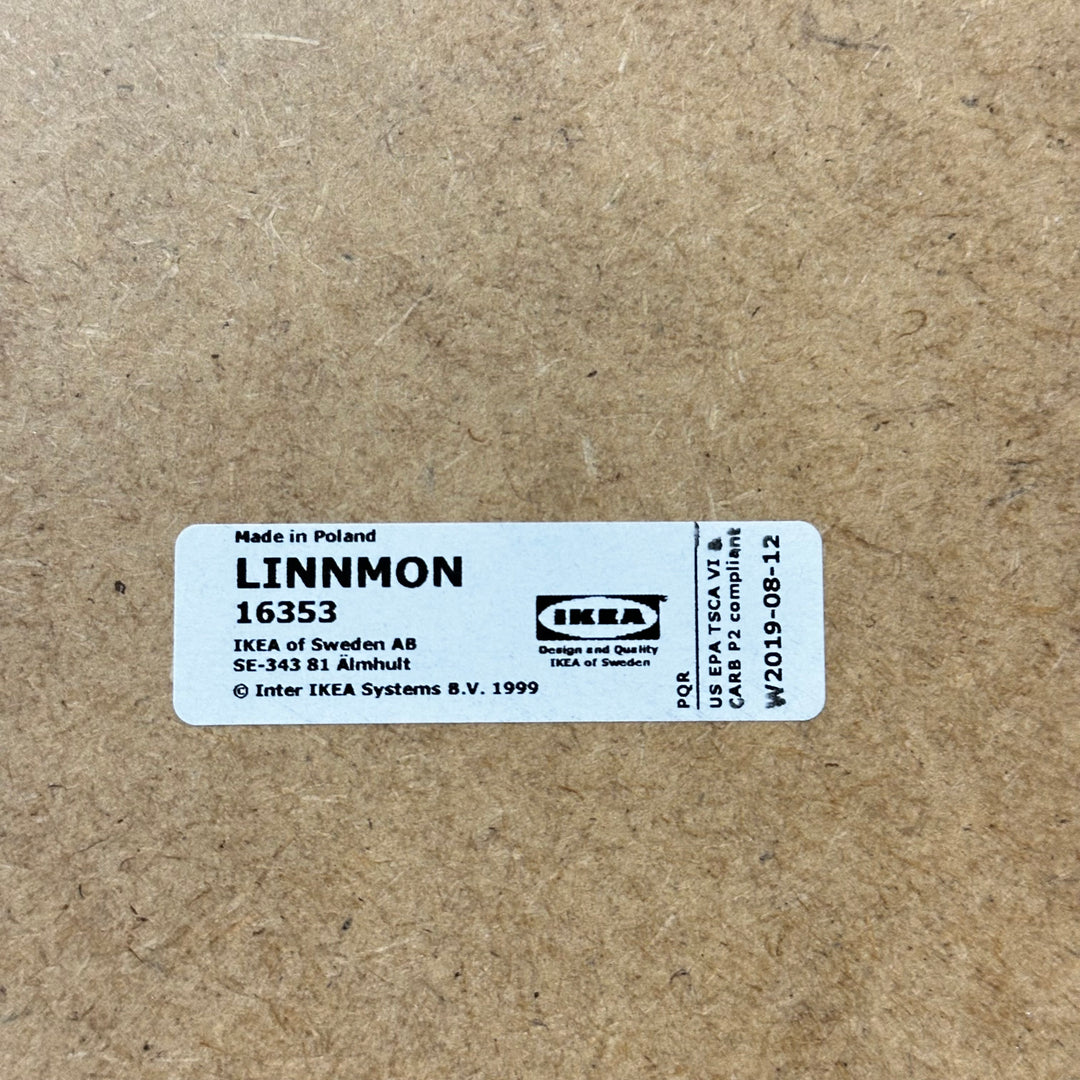 Made in Poland
LINNMON
16353
IKEA of Sweden AB
SE-343 81 Älmhult
© Inter IKEA Systems B.V. 1999
IKEA
Design and Quality
IKEA of Sweden
PQR
US EPA TSCA VI &
CARB P2 compliant
W2019-08-12